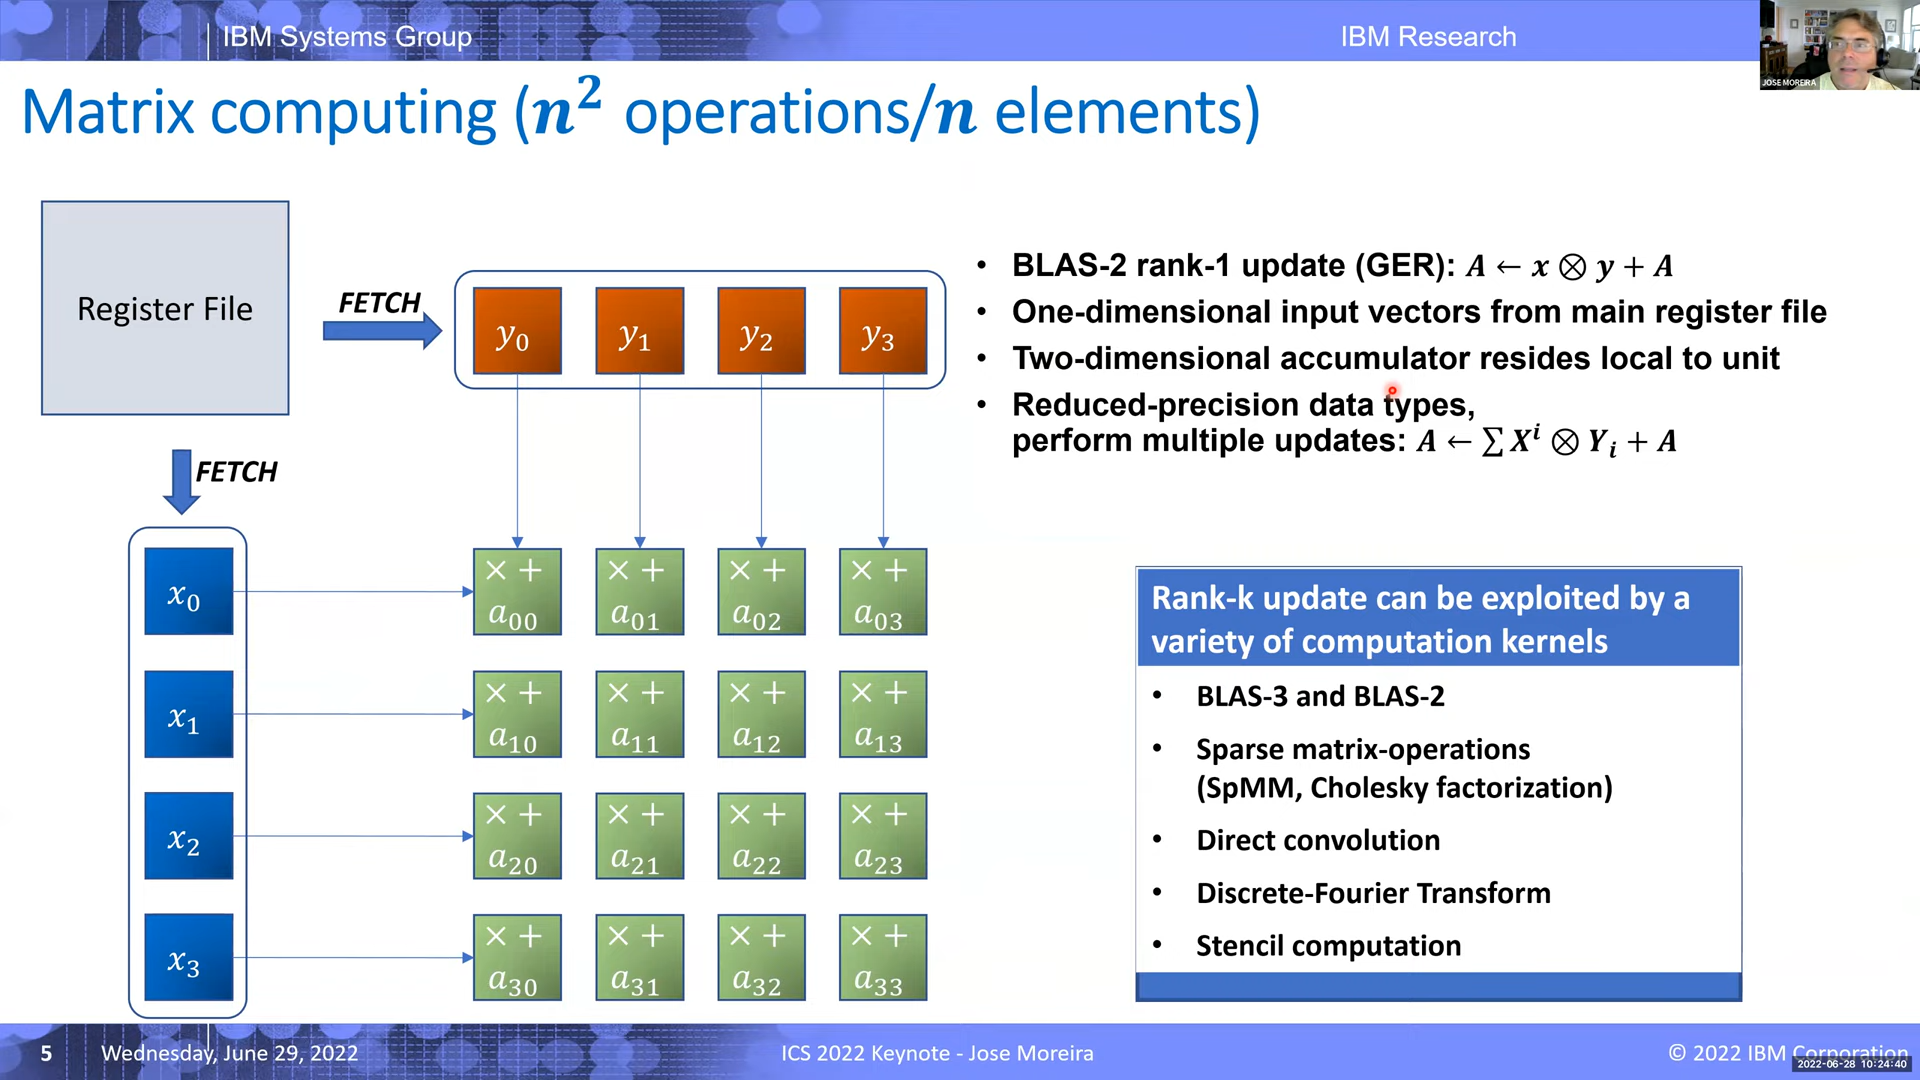 IBM Systems Group
IBM Research
JOSE MOREIRA
Matrix computing (n² operations/n elements)
Register File
FETCH
y₀ y₁ y₂ y₃
FETCH
x₀
x₁
x₂
x₃
× + × + × + × +
a₀₀ a₀₁ a₀₂ a₀₃
× + × + × + × +
a₁₀ a₁₁ a₁₂ a₁₃
× + × + × + × +
a₂₀ a₂₁ a₂₂ a₂₃
× + × + × + × +
a₃₀ a₃₁ a₃₂ a₃₃
• BLAS-2 rank-1 update (GER): A ← x ⊗ y + A
• One-dimensional input vectors from main register file
• Two-dimensional accumulator resides local to unit
• Reduced-precision data types,
perform multiple updates: A ← ∑ Xⁱ ⊗ Yᵢ + A
Rank-k update can be exploited by a
variety of computation kernels
• BLAS-3 and BLAS-2
• Sparse matrix-operations
(SpMM, Cholesky factorization)
• Direct convolution
• Discrete-Fourier Transform
• Stencil computation
5 Wednesday, June 29, 2022
ICS 2022 Keynote - Jose Moreira
© 2022 IBM Corporation
2022-06-28 10:24:40